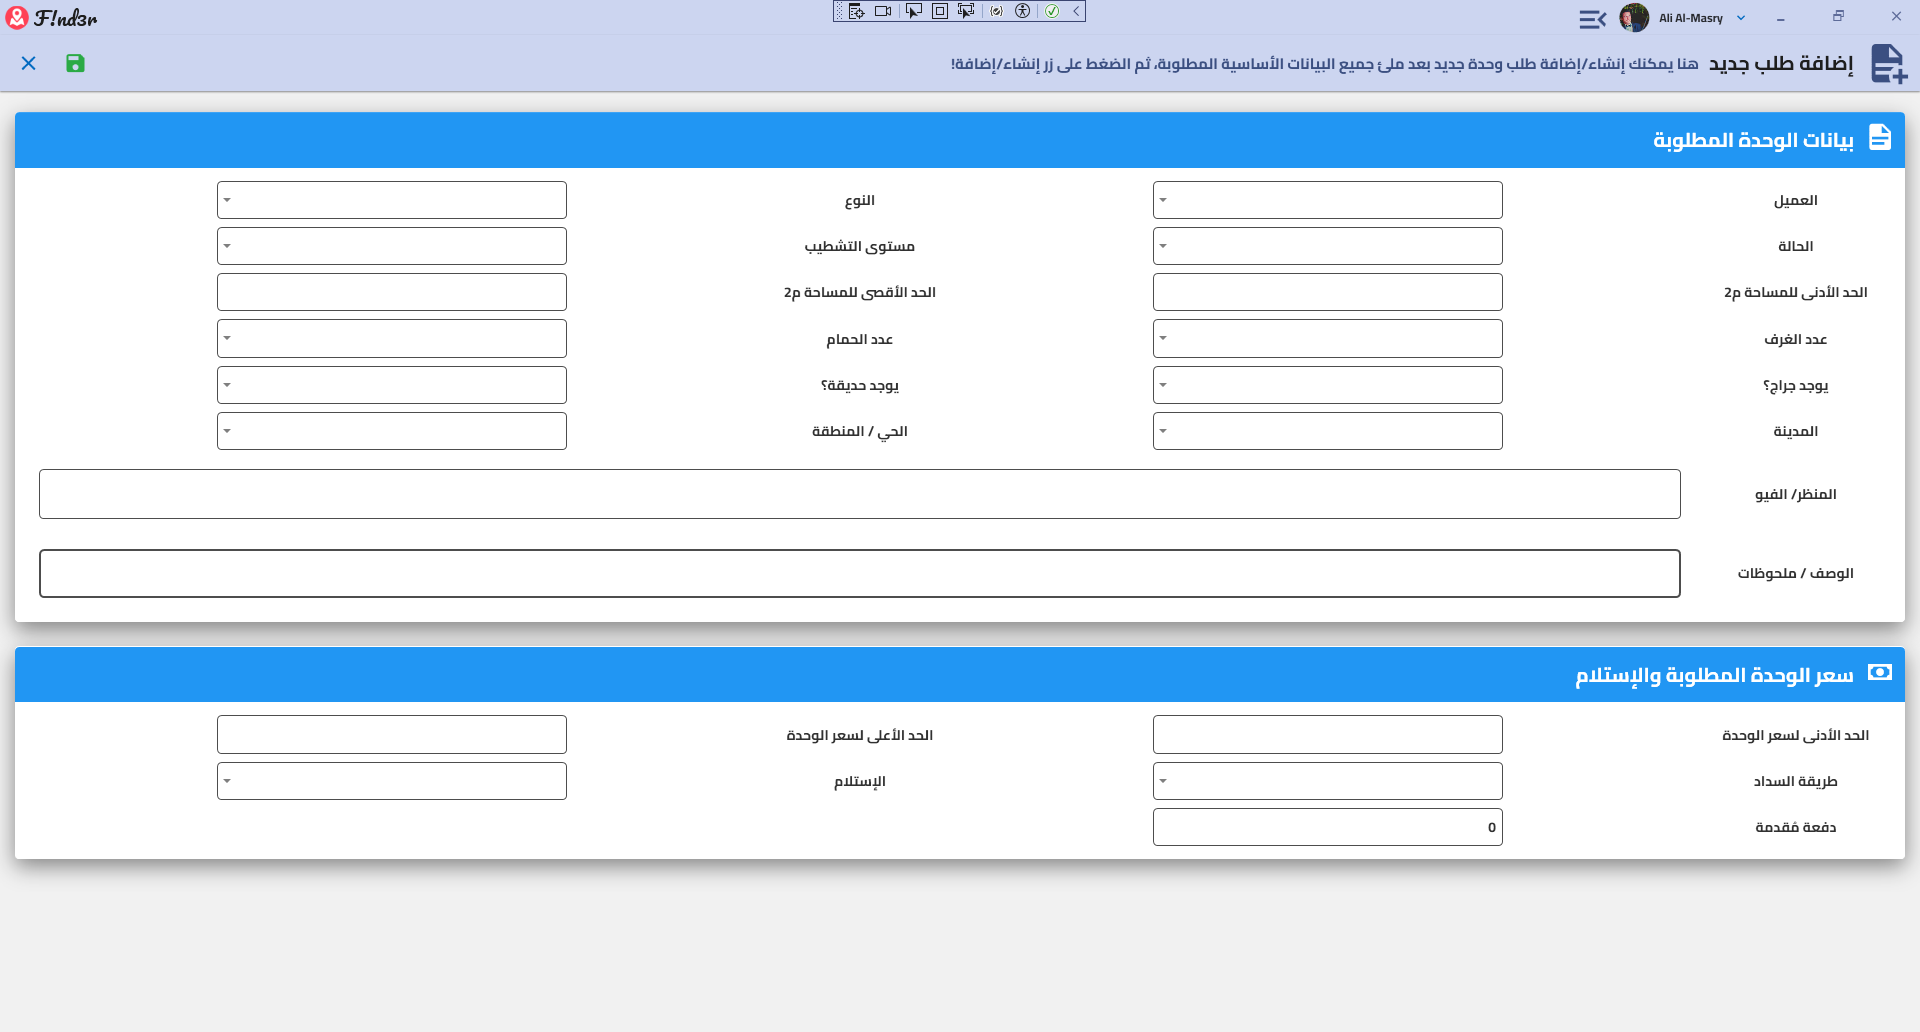 F!nd3r
Ali Al-Masry
إضافة طلب جديد هنا يمكنك إنشاء/إضافة طلب وحدة جديد بعد ملئ جميع البيانات الأساسية المطلوبة، ثم الضغط على زر إنشاء/إضافة!
بيانات الوحدة المطلوبة
العميل النوع
الحالة مستوى التشطيب
الحد الأدنى للمساحة م2 الحد الأقصى للمساحة م2
عدد الغرف عدد الحمام
يوجد جراج؟ يوجد حديقة؟
المدينة الحي / المنطقة
المنظر/ الفيو
الوصف / ملحوظات
سعر الوحدة المطلوبة والإستلام
الحد الأدنى لسعر الوحدة الحد الأعلى لسعر الوحدة
طريقة السداد الإستلام
دفعة مُقدمة 0